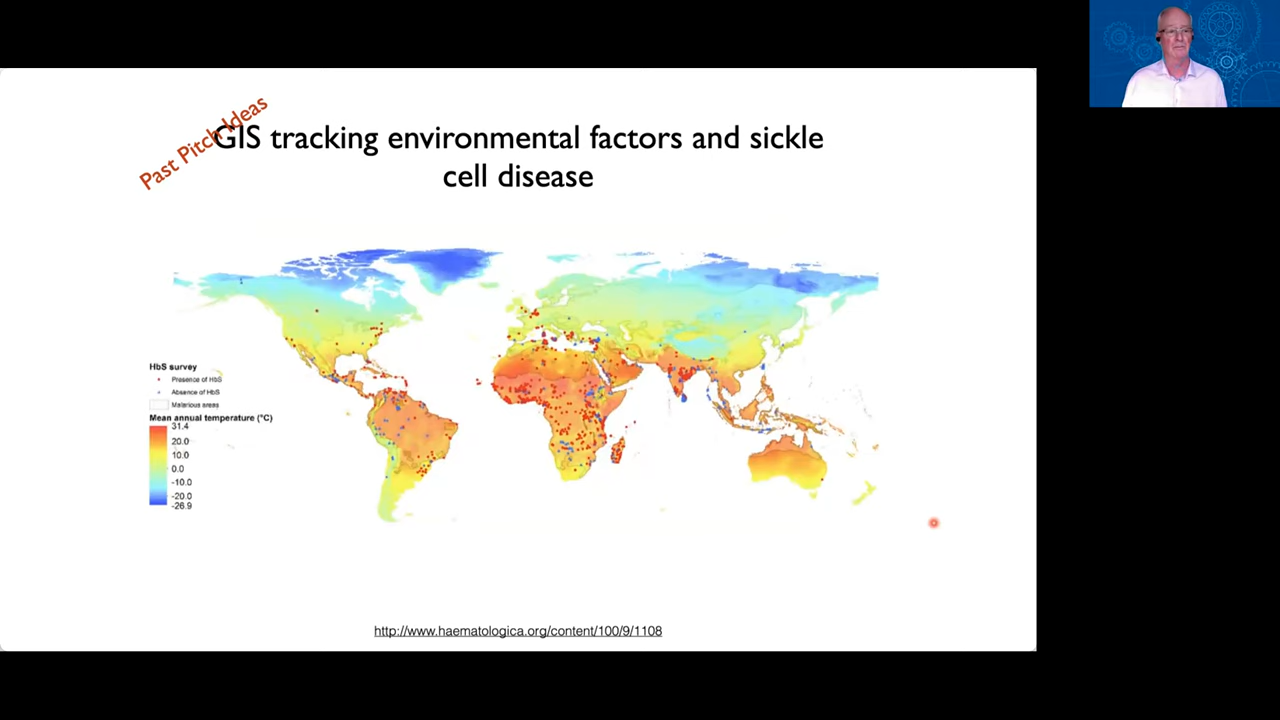 Past Pitch Ideas
GIS tracking environmental factors and sickle
cell disease
HbS survey
Presence of HbS
Absence of HbS
Malarious areas
Mean annual temperature (°C)
31.4
20.0
10.0
0.0
-10.0
-20.0
-26.9
http://www.haematologica.org/content/100/9/1108